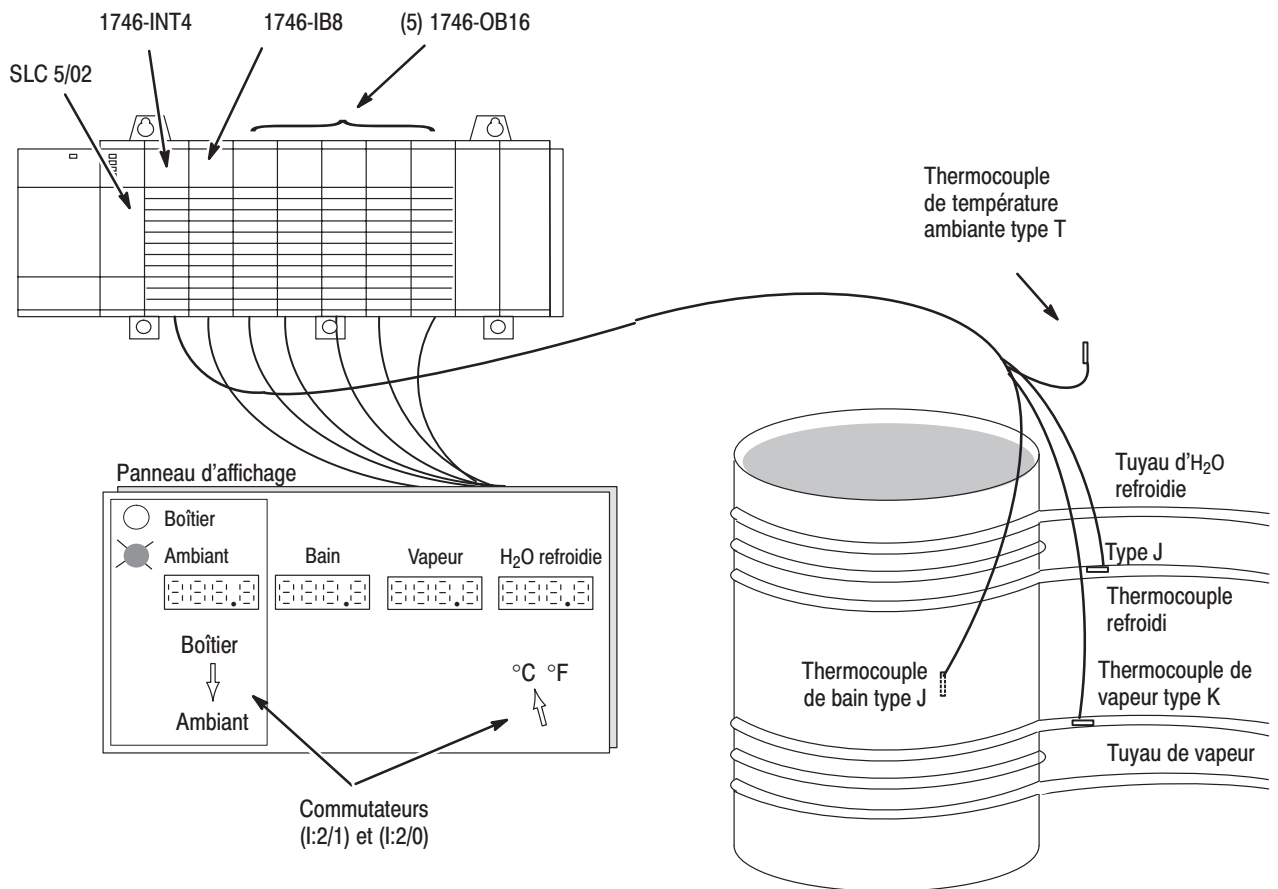 1746-INT4
1746-IB8
(5) 1746-OB16
SLC 5/02
Thermocouple
de température
ambiante type T
Panneau d'affichage
Boîtier
Ambiant
Bain
Vapeur
H₂O refroidie
Boîtier
Ambiant
°C °F
Commutateurs
(I:2/1) et (I:2/0)
Tuyau d'H₂O
refroidie
Type J
Thermocouple
refroidi
Thermocouple
de bain type J
Thermocouple de
vapeur type K
Tuyau de vapeur